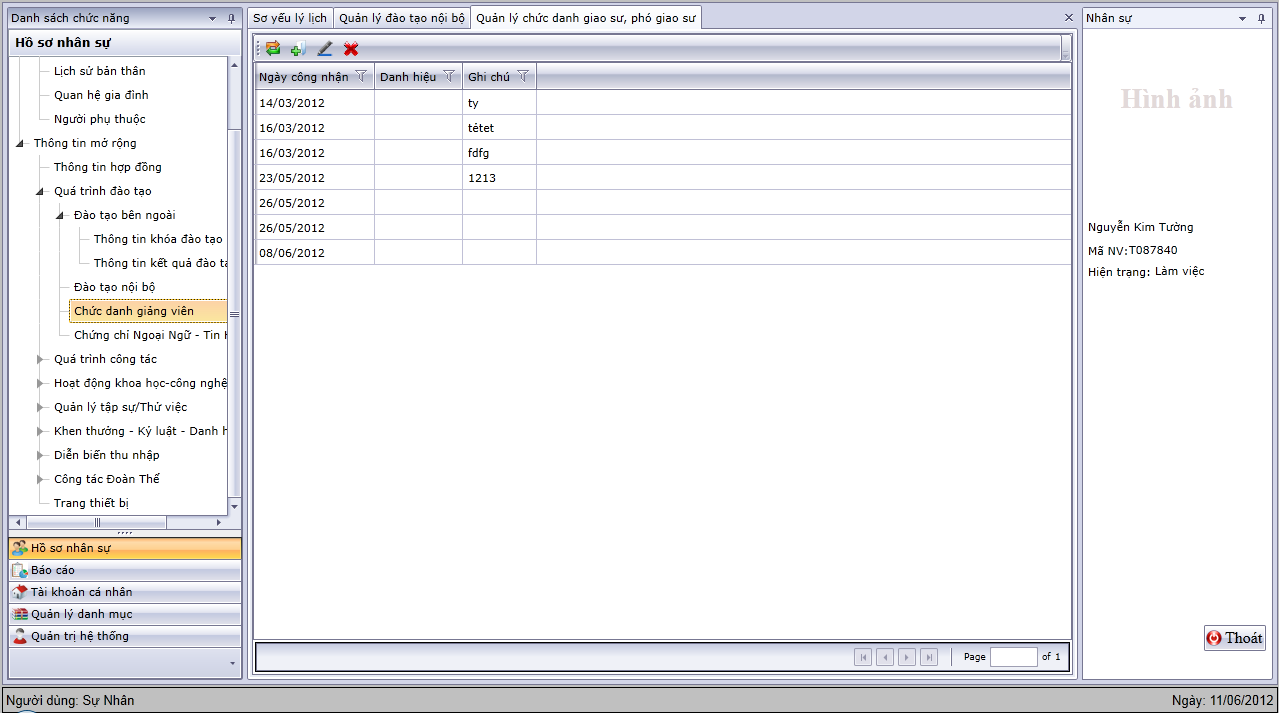 Danh sách chức năng
Hồ sơ nhân sự
Lịch sử bản thân
Quan hệ gia đình
Người phụ thuộc
Thông tin mở rộng
Thông tin hợp đồng
Quá trình đào tạo
Đào tạo bên ngoài
Thông tin khóa đào tạo
Thông tin kết quả đào tạ
Đào tạo nội bộ
Chức danh giảng viên
Chứng chỉ Ngoại Ngữ - Tin H
Quá trình công tác
Hoạt động khoa học-công nghệ
Quản lý tập sự/Thử việc
Khen thưởng - Kỷ luật - Danh h
Diễn biến thu nhập
Công tác Đoàn Thể
Trang thiết bị
Hồ sơ nhân sự
Báo cáo
Tài khoản cá nhân
Quản lý danh mục
Quản trị hệ thống
Sơ yếu lý lịch Quản lý đào tạo nội bộ Quản lý chức danh giao sư, phó giao sư
Ngày công nhận Danh hiệu Ghi chú
14/03/2012 ty
16/03/2012 tétet
16/03/2012 fdfg
23/05/2012 1213
26/05/2012
26/05/2012
08/06/2012
Page of 1
Nhân sự
Hình ảnh
Nguyễn Kim Tường
Mã NV:T087840
Hiện trạng: Làm việc
Thoát
Người dùng: Sự Nhân Ngày: 11/06/2012